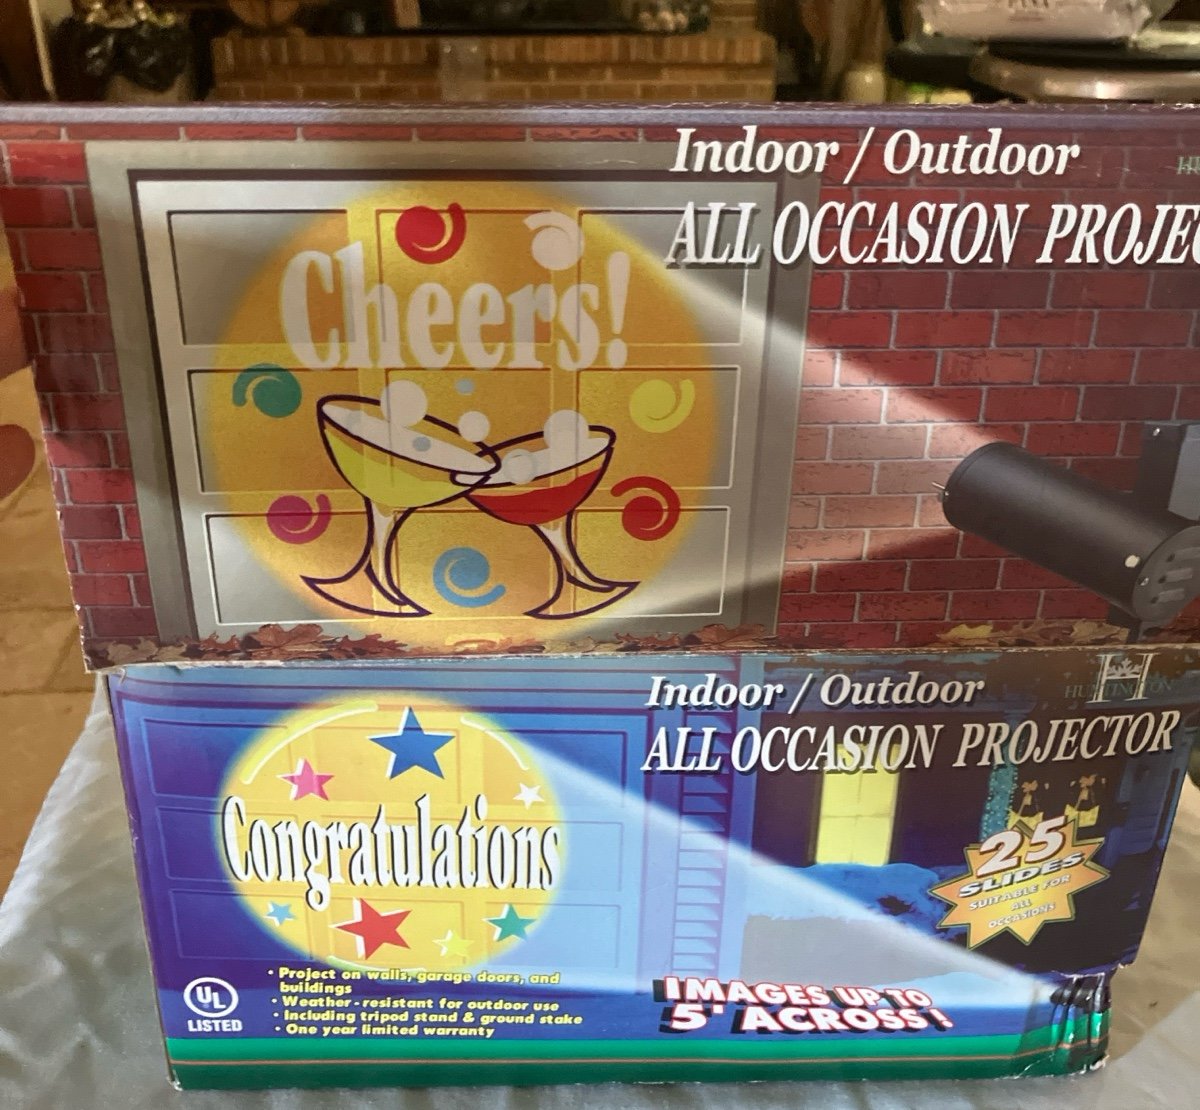 Indoor / Outdoor
ALL OCCASION PROJEC
Cheers!
Indoor / Outdoor
H
HUNTINGTON
ALL OCCASION PROJECTOR
25
SLIDES
SUITABLE FOR
ALL
OCCASIONS
Congratulations
• Project on walls, garage doors, and
buildings
• Weather-resistant for outdoor use
• Including tripod stand & ground stake
• One year limited warranty
UL
LISTED
IMAGES UP TO
5' ACROSS!